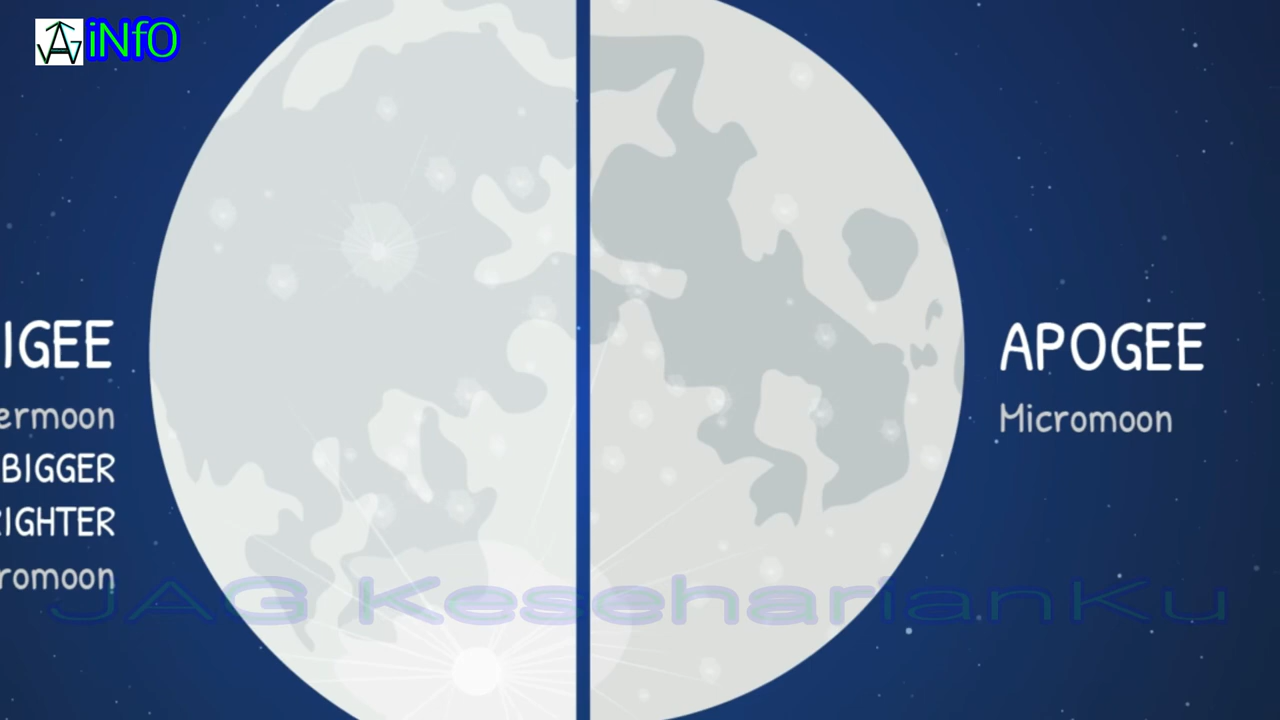 iNfO
IGEE
ermoon
BIGGER
IGHTER
romoon
APOGEE
Micromoon
JAG KeseharianKu